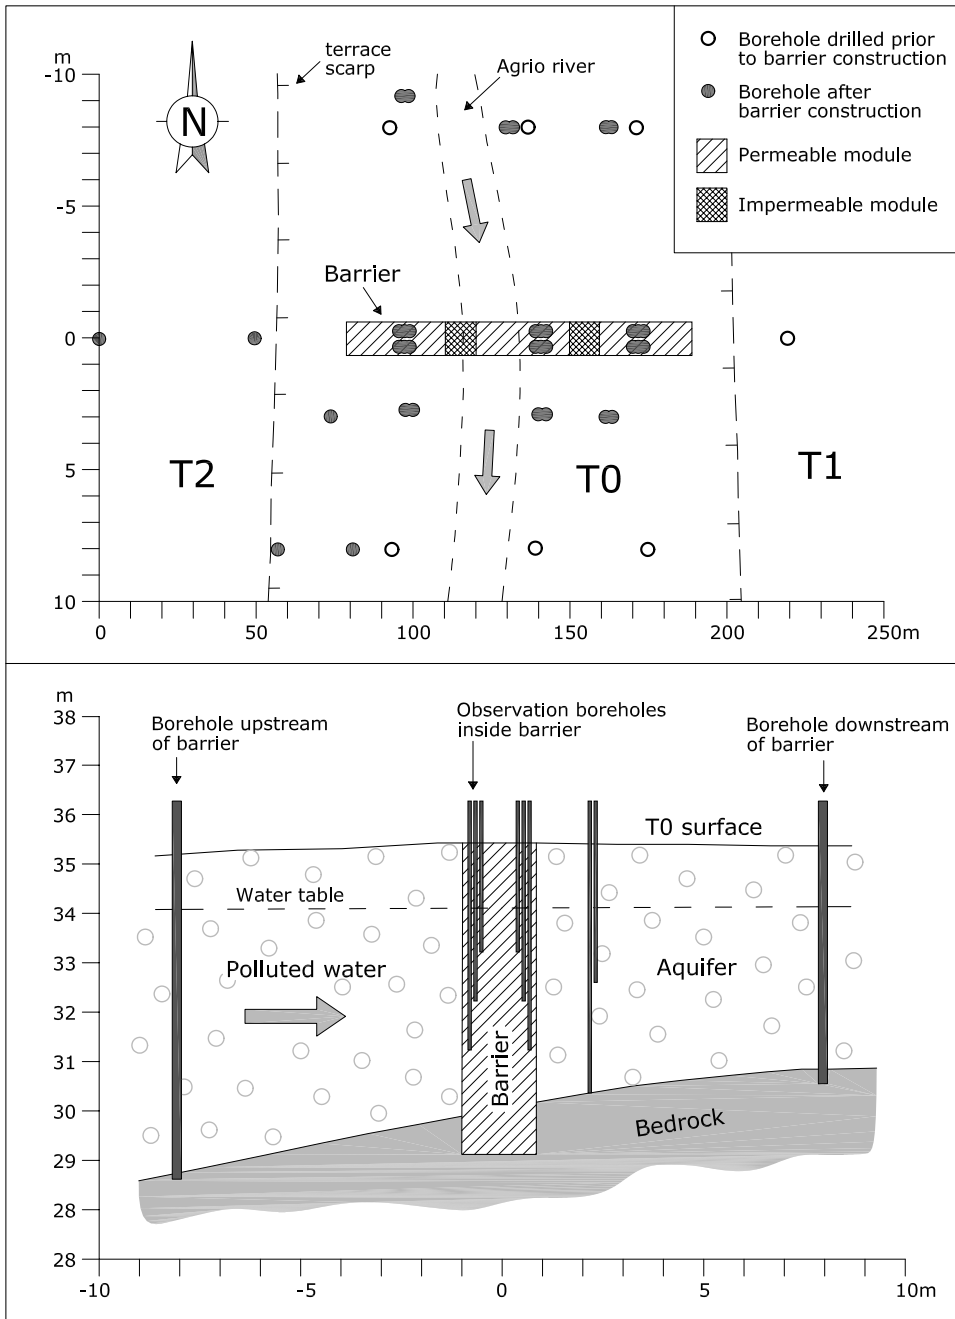 m
-10
-5
0
5
10
0
50
100
150
200
250m
N
terrace
scarp
Agrio river
Barrier
T2
T0
T1
Borehole drilled prior
to barrier construction
Borehole after
barrier construction
Permeable module
Impermeable module
m
38
37
36
35
34
33
32
31
30
29
28
28
-10
-5
0
5
10m
Borehole upstream
of barrier
Observation boreholes
inside barrier
Borehole downstream
of barrier
T0 surface
Water table
Polluted water
Aquifer
Barrier
Bedrock